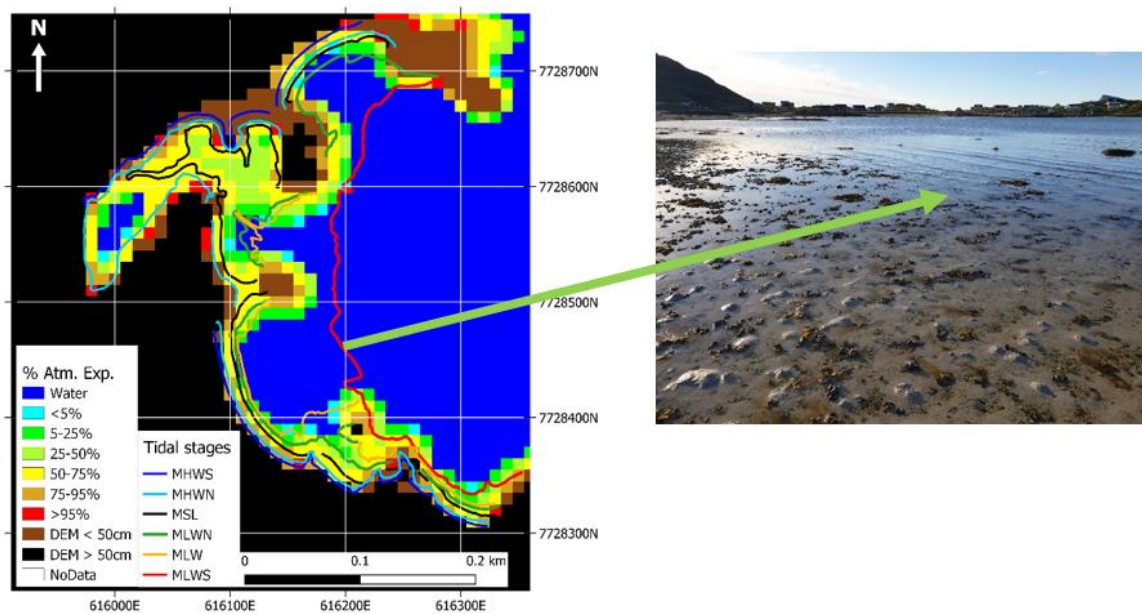 N
7728700N
7728600N
7728500N
7728400N
7728300N
% Atm. Exp.
Water
<5%
5-25%
25-50%
50-75%
75-95%
>95%
DEM < 50cm
DEM > 50cm
NoData
Tidal stages
MHWS
MHWN
MSL
MLWN
MLW
MLWS
0 0.1 0.2 km
616000E 616100E 616200E 616300E